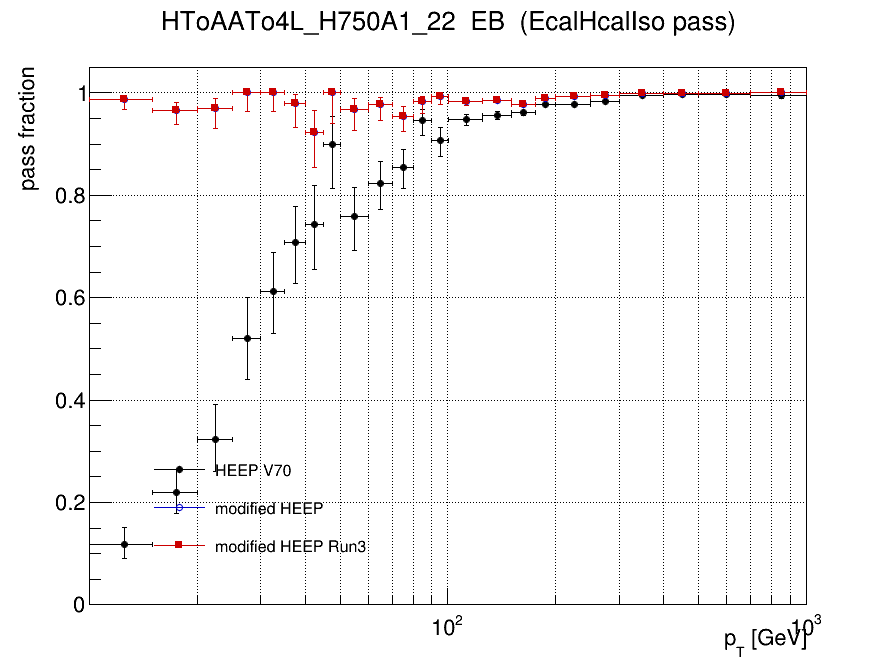 HToAATo4L_H750A1_22 EB (EcalHcalIso pass)
pass fraction
1
0.8
0.6
0.4
0.2
0
HEEP V70
modified HEEP
modified HEEP Run3
10²
10³
p_T [GeV]